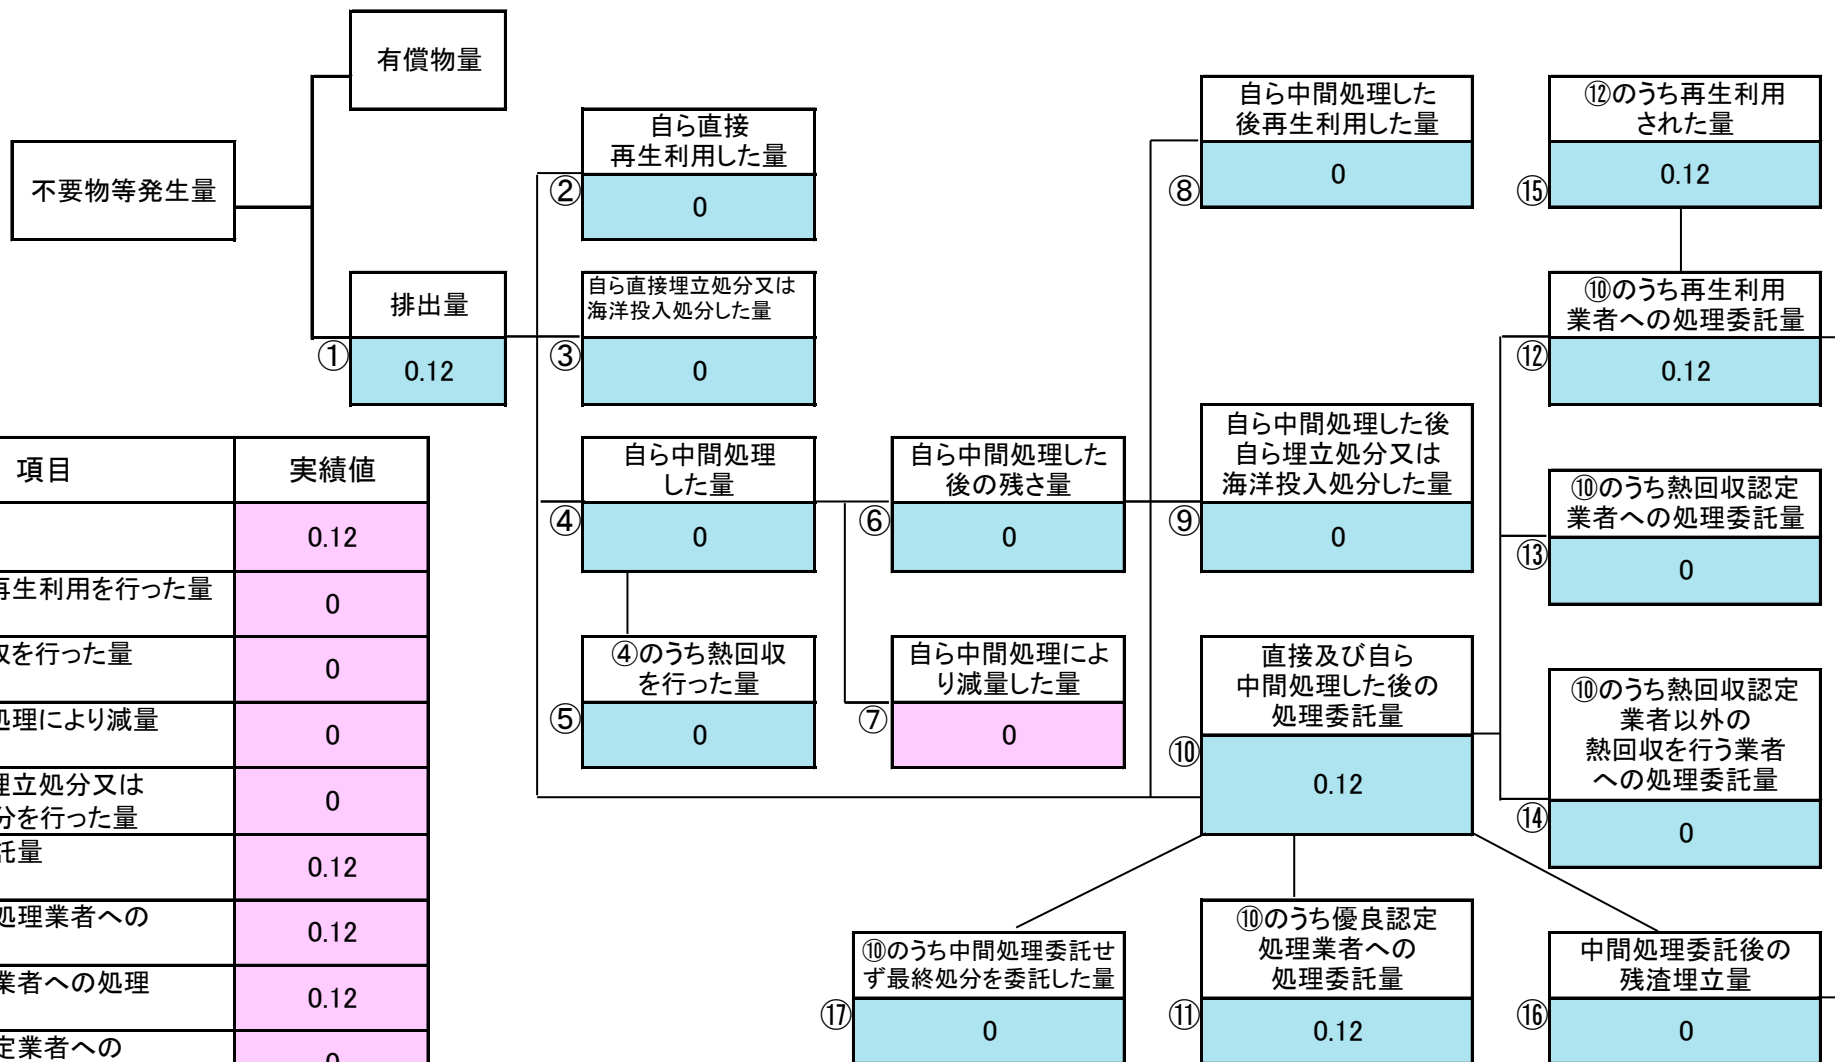 有償物量
不要物等発生量
排出量
①
0.12
自ら直接
再生利用した量
②
0
自ら直接埋立処分又は
海洋投入処分した量
③
0
自ら中間処理
した量
④
0
④のうち熱回収
を行った量
⑤
0
自ら中間処理した
後の残さ量
⑥
0
自ら中間処理によ
り減量した量
⑦
0
自ら中間処理した
後再生利用した量
⑧
0
自ら中間処理した後
自ら埋立処分又は
海洋投入処分した量
⑨
0
直接及び自ら
中間処理した後の
処理委託量
⑩
0.12
⑩のうち優良認定
処理業者への
処理委託量
⑪
0.12
⑫のうち再生利用
された量
⑮
0.12
⑩のうち再生利用
業者への処理委託量
⑫
0.12
⑩のうち熱回収認定
業者への処理委託量
⑬
0
⑩のうち熱回収認定
業者以外の
熱回収を行う業者
への処理委託量
⑭
0
中間処理委託後の
残渣埋立量
⑯
0
⑩のうち中間処理委託せ
ず最終処分を委託した量
⑰
0
項目 実績値
0.12
再生利用を行った量
0
を行った量
0
処理により減量
0
埋立処分又は
を行った量
0
託量
0.12
処理業者への
0.12
業者への処理
0.12
定業者への
0